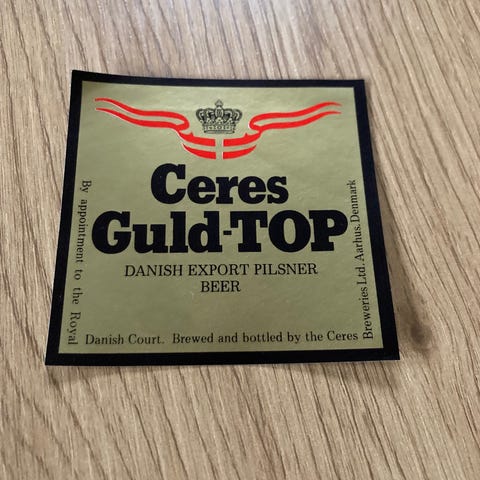 Ceres
Guld-TOP
DANISH EXPORT PILSNER
BEER
By appointment to the Royal
Danish Court. Brewed and bottled by the Ceres
Breweries Ltd. Aarhus. Denmark